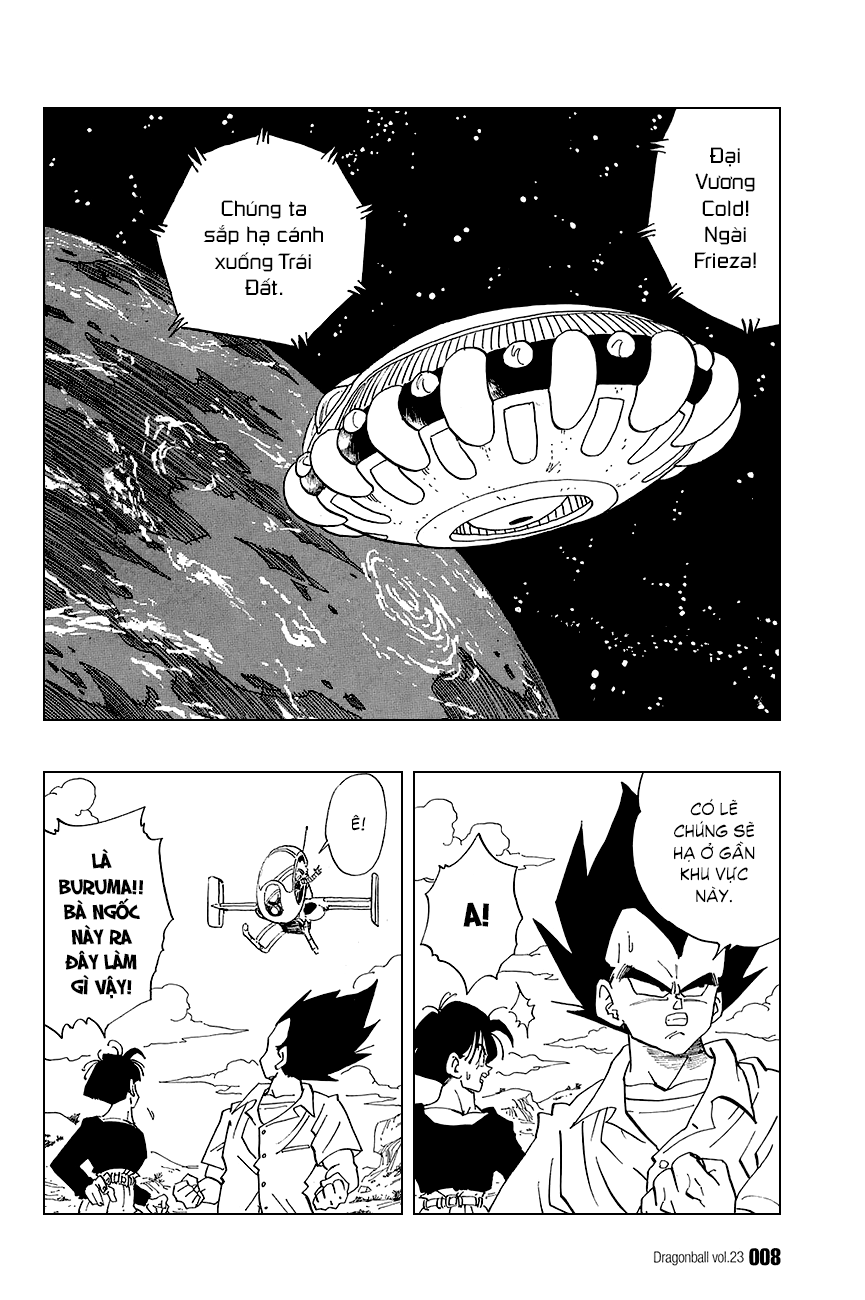 Đại
Vương
Cold!
Ngài
Frieza!
Chúng ta
sắp hạ cánh
xuống Trái
Đất.
CÓ LẼ
CHÚNG SẼ
HẠ Ở GẦN
KHU VỰC
NÀY.
A!
Ê!
LÀ
BURUMA!!
BÀ NGỐC
NÀY RA
ĐÂY LÀM
GÌ VẬY!
Dragonball vol.23 008